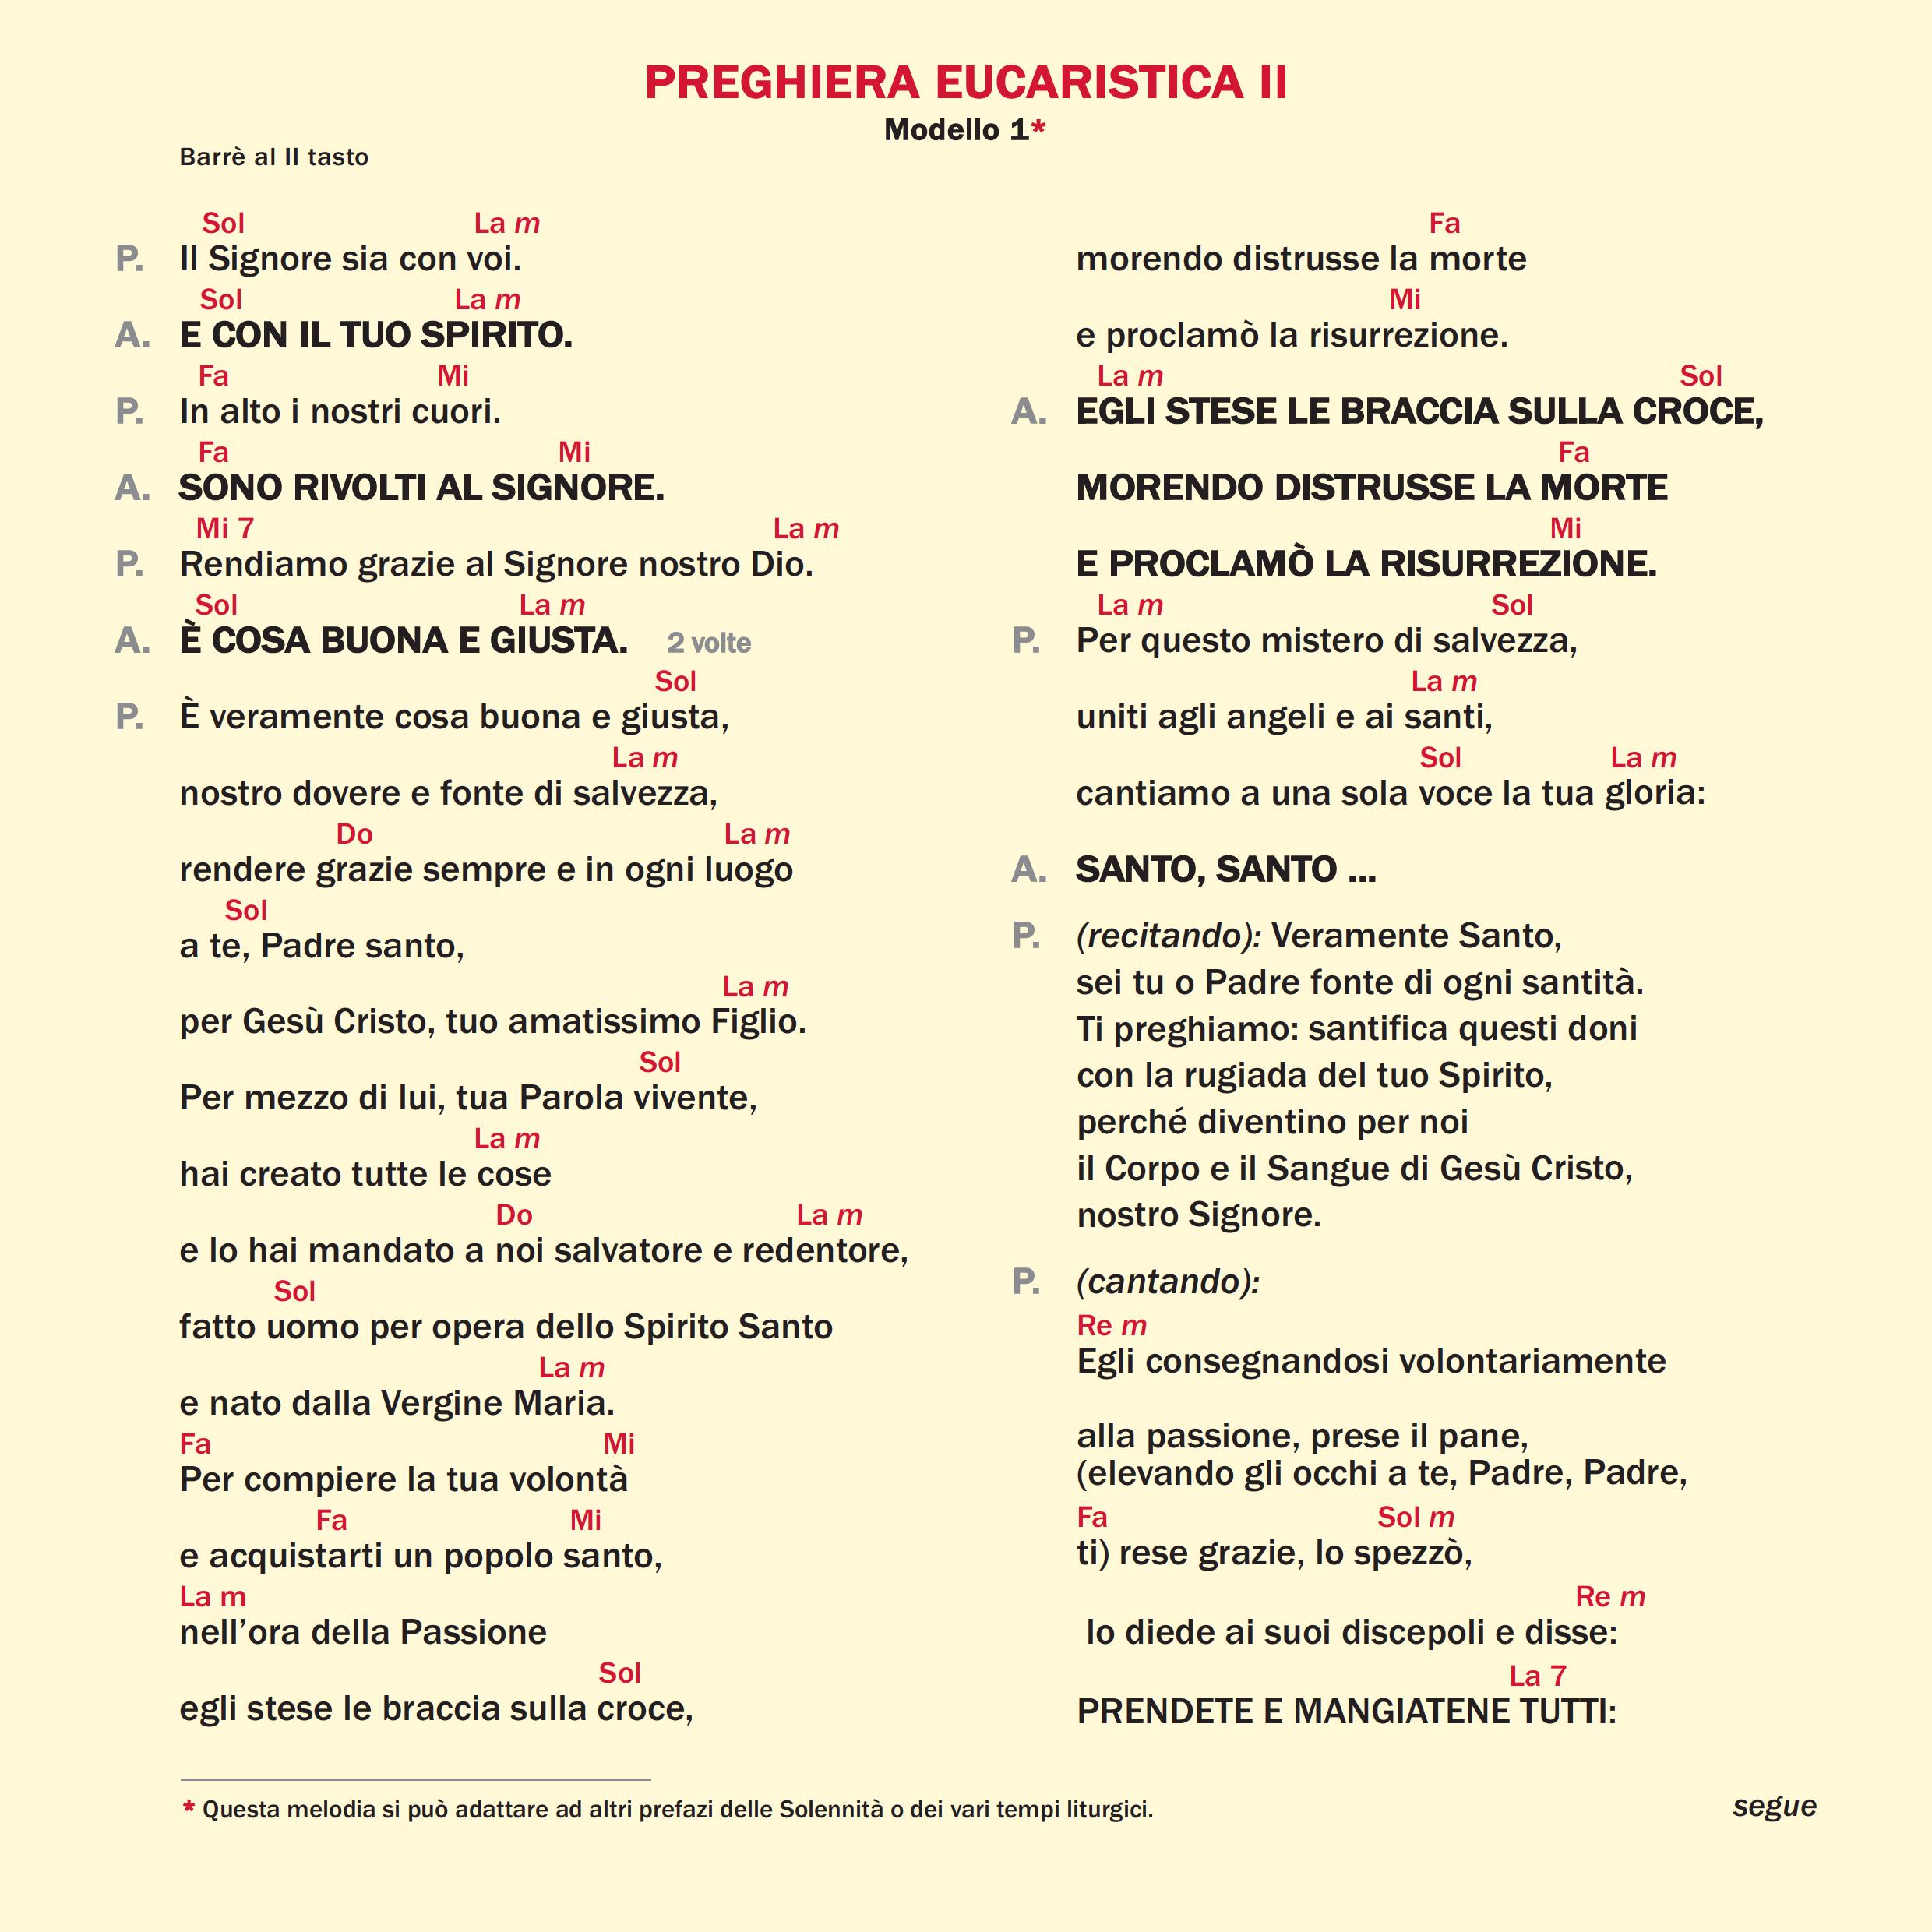 PREGHIERA EUCARISTICA II
Modello 1*
Barrè al II tasto
Sol La m
P. Il Signore sia con voi.
Sol La m
A. E CON IL TUO SPIRITO.
Fa Mi
P. In alto i nostri cuori.
Fa Mi
A. SONO RIVOLTI AL SIGNORE.
Mi 7 La m
P. Rendiamo grazie al Signore nostro Dio.
Sol La m
A. È COSA BUONA E GIUSTA. 2 volte
Sol
P. È veramente cosa buona e giusta,
La m
nostro dovere e fonte di salvezza,
Do La m
rendere grazie sempre e in ogni luogo
Sol
a te, Padre santo,
La m
per Gesù Cristo, tuo amatissimo Figlio.
Sol
Per mezzo di lui, tua Parola vivente,
La m
hai creato tutte le cose
Do La m
e lo hai mandato a noi salvatore e redentore,
Sol
fatto uomo per opera dello Spirito Santo
La m
e nato dalla Vergine Maria.
Fa Mi
Per compiere la tua volontà
Fa Mi
e acquistarti un popolo santo,
La m
nell’ora della Passione
Sol
egli stese le braccia sulla croce,
Fa
morendo distrusse la morte
Mi
e proclamò la risurrezione.
La m Sol
A. EGLI STESE LE BRACCIA SULLA CROCE,
Fa
MORENDO DISTRUSSE LA MORTE
Mi
E PROCLAMÒ LA RISURREZIONE.
La m Sol
P. Per questo mistero di salvezza,
La m
uniti agli angeli e ai santi,
Sol La m
cantiamo a una sola voce la tua gloria:
A. SANTO, SANTO ...
P. (recitando): Veramente Santo,
sei tu o Padre fonte di ogni santità.
Ti preghiamo: santifica questi doni
con la rugiada del tuo Spirito,
perché diventino per noi
il Corpo e il Sangue di Gesù Cristo,
nostro Signore.
P. (cantando):
Re m
Egli consegnandosi volontariamente
alla passione, prese il pane,
(elevando gli occhi a te, Padre, Padre,
Fa Sol m
ti) rese grazie, lo spezzò,
Re m
lo diede ai suoi discepoli e disse:
La 7
PRENDETE E MANGIATENE TUTTI:
* Questa melodia si può adattare ad altri prefazi delle Solennità o dei vari tempi liturgici.
segue